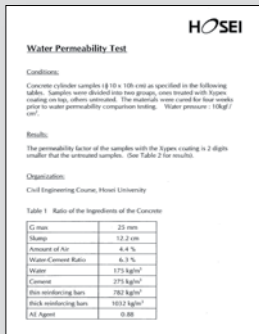 HOSEI
Water Permeability Test
Conditions:
Concrete cylinder samples (ϕ 10 x 10h cm) as specified in the following
tables. Samples were divided into two groups, ones treated with Xypex
coating on top, others untreated. The materials were cured for four weeks
prior to water permeability comparison testing. Water pressure : 10kgf/
cm².
Results:
The permeability factor of the samples with the Xypex coating is 2 digits
smaller that the untreated samples. (See Table 2 for results).
Organization:
Civil Engineering Course, Hosei University
Table 1 Ratio of the Ingredients of the Concrete
G max 25 mm
Slump 12.2 cm
Amount of Air 4.4 %
Water-Cement Ratio 6.3 %
Water 175 kg/m³
Cement 275 kg/m³
thin reinforcing bars 782 kg/m³
thick reinforcing bars 1032 kg/m³
AE Agent 0.88